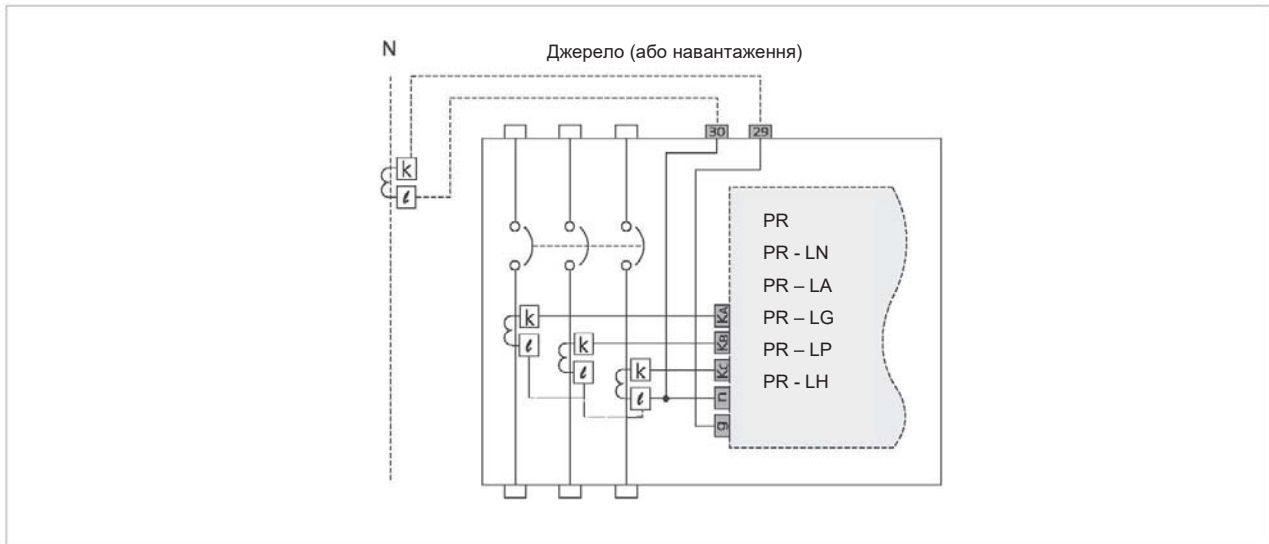 N
Джерело (або навантаження)
30 29
k
l
PR
PR - LN
PR – LA
PR – LG
PR – LP
PR - LH
k
KA
l
k
KB
l
k
KC
l
n
g